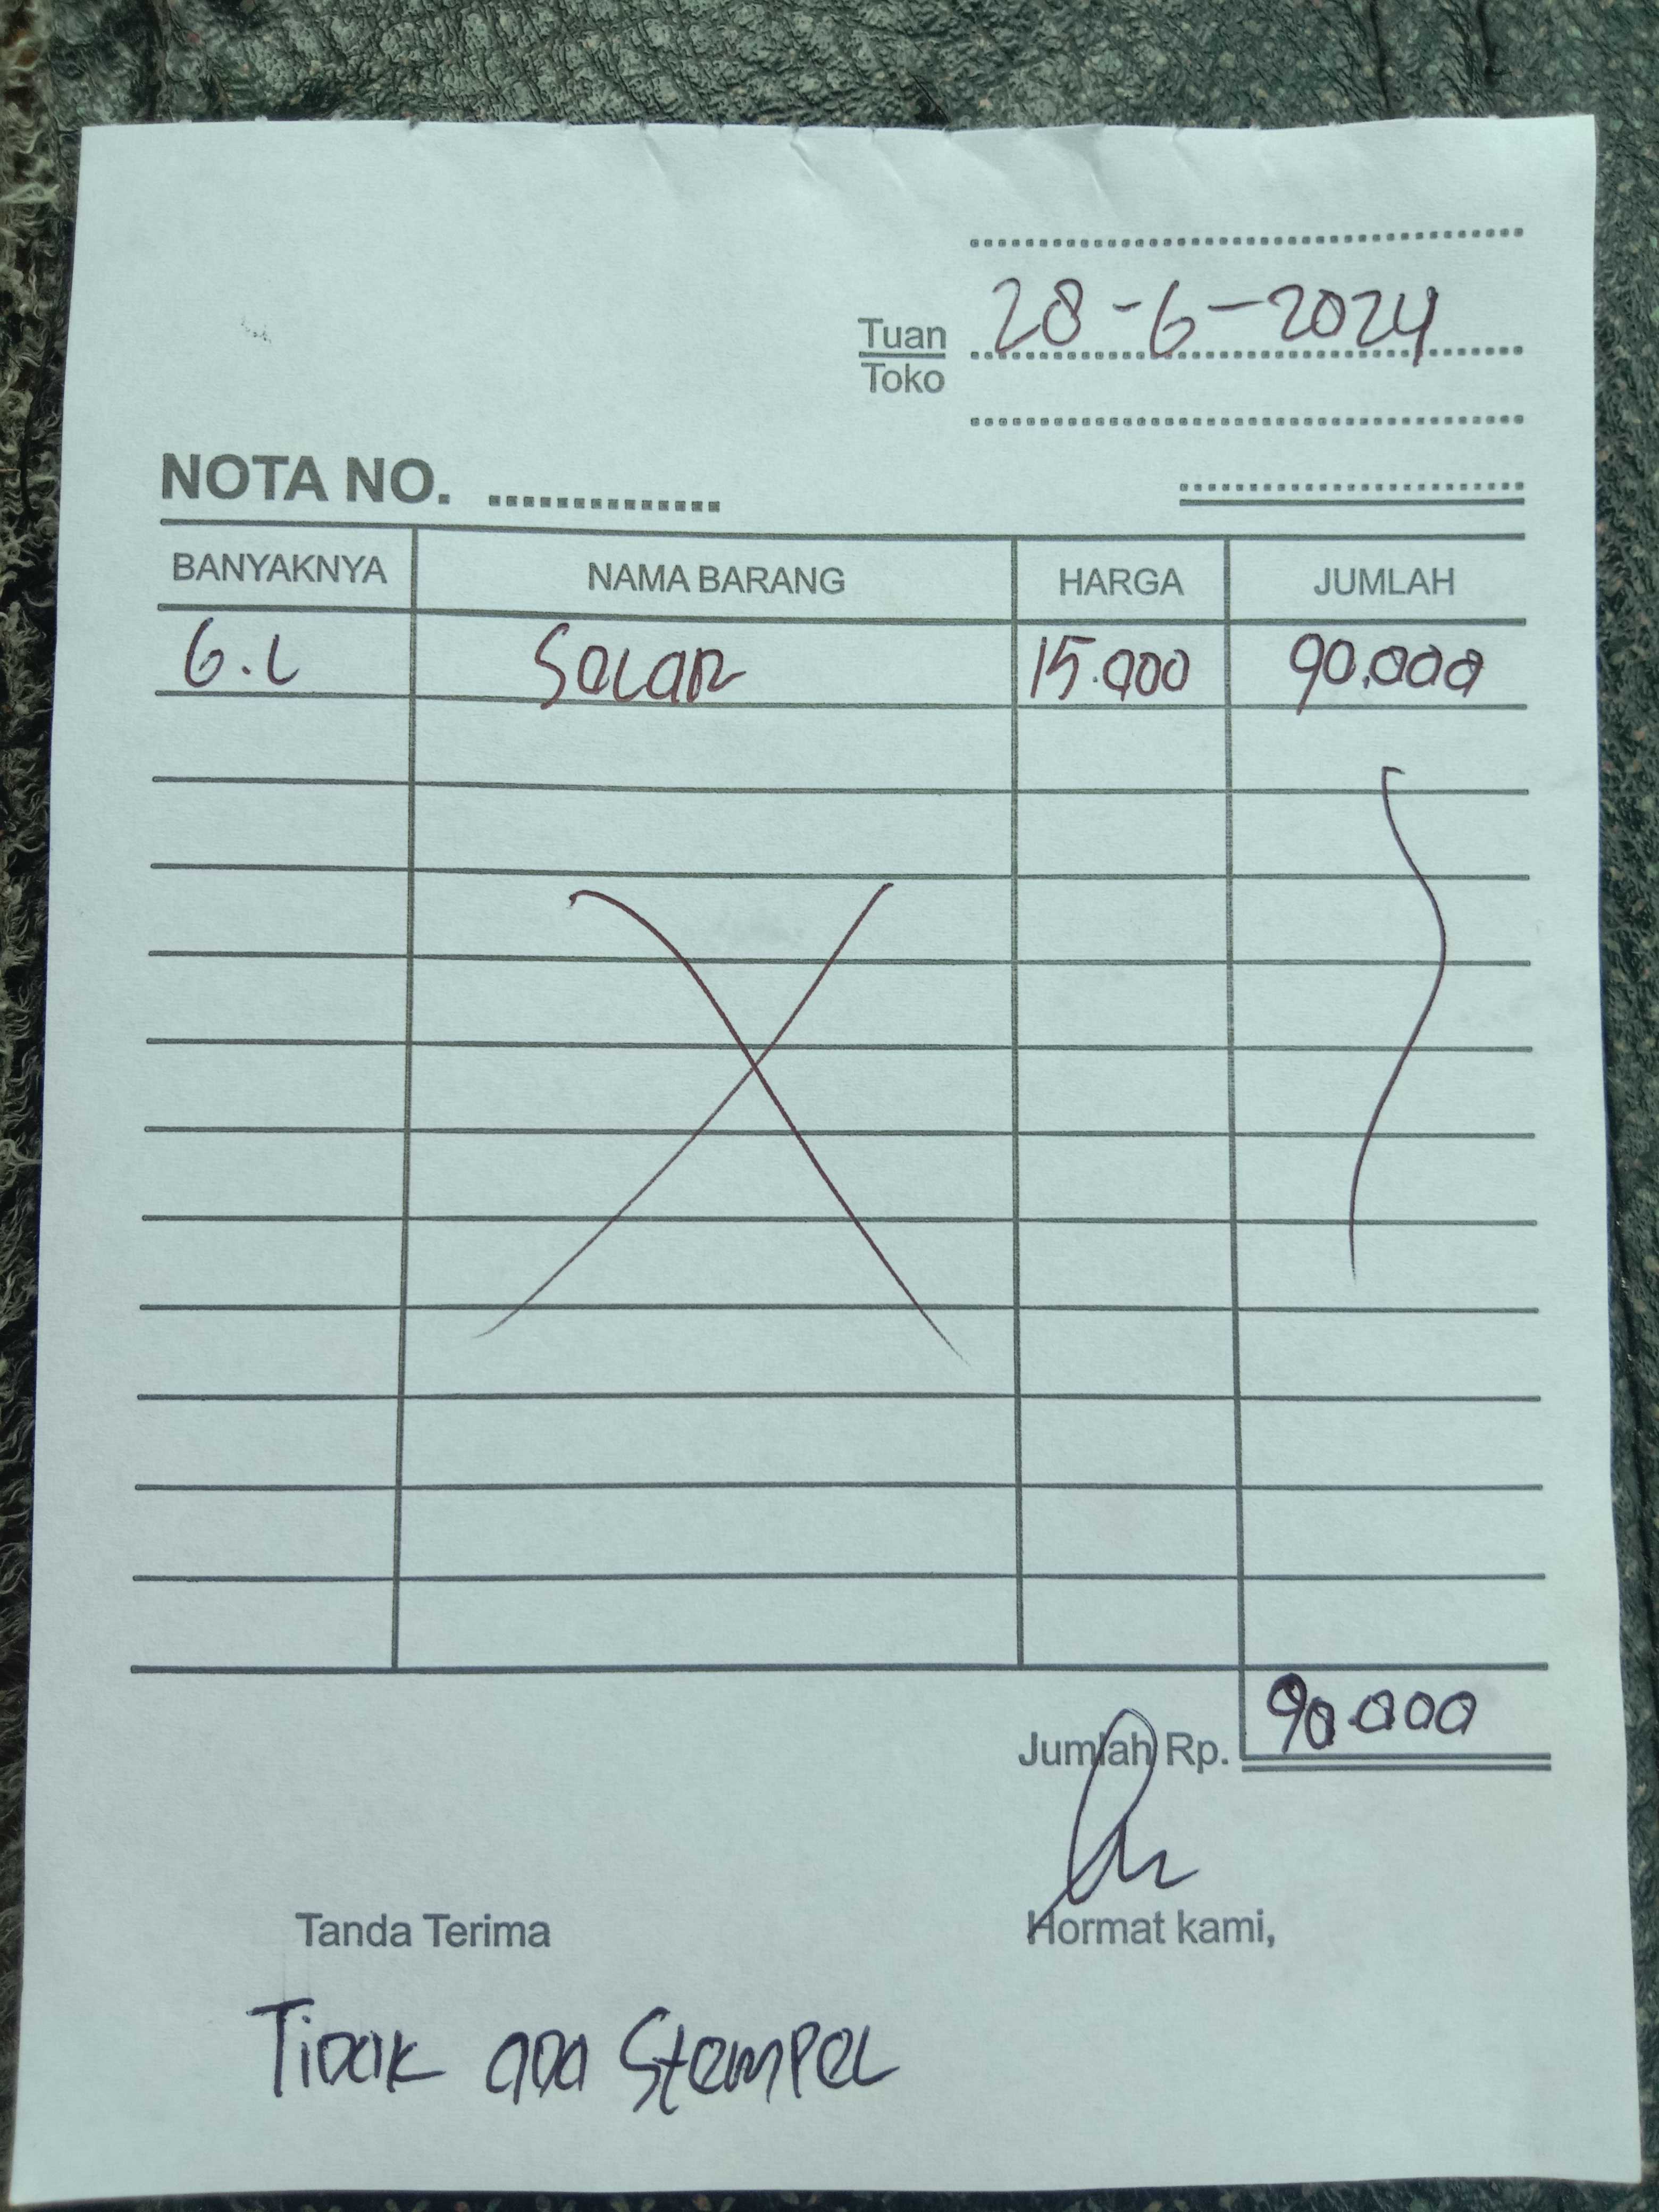 Tuan
Toko
28-6-2024
NOTA NO. ..............
BANYAKNYA NAMA BARANG HARGA JUMLAH
6.L Solar 15.000 90.000
Jumlah Rp. 90.000
Tanda Terima Hormat kami,
Tidak ada Stempel